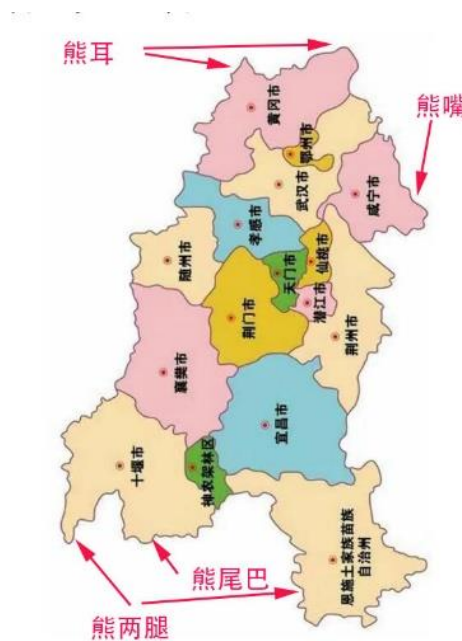 熊耳
熊嘴
黄冈市
鄂州市
武汉市
咸宁市
孝感市
随州市
仙桃市
天门市
潜江市
荆门市
荆州市
襄樊市
宜昌市
十堰市
神农架林区
恩施土家族苗族
自治州
熊尾巴
熊两腿